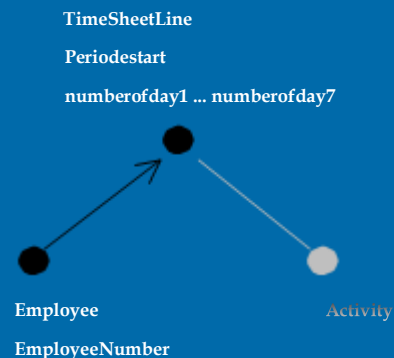 TimeSheetLine
Periodestart
numberofday1 ... numberofday7
Employee
Activity
EmployeeNumber